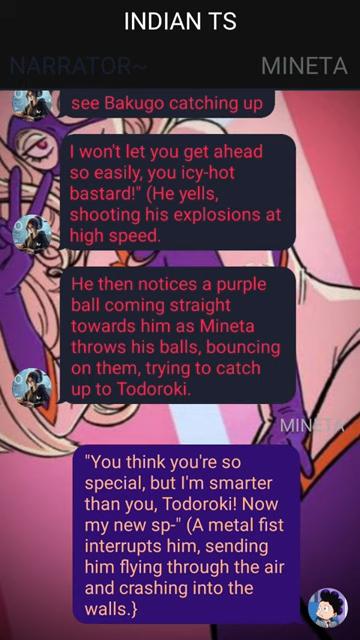 INDIAN TS
NARRATOR~
MINETA
see Bakugo catching up
I won't let you get ahead
so easily, you icy-hot
bastard!" (He yells,
shooting his explosions at
high speed.
He then notices a purple
ball coming straight
towards him as Mineta
throws his balls, bouncing
on them, trying to catch
up to Todoroki.
MINETA
"You think you're so
special, but I'm smarter
than you, Todoroki! Now
my new sp-" (A metal fist
interrupts him, sending
him flying through the air
and crashing into the
walls.}